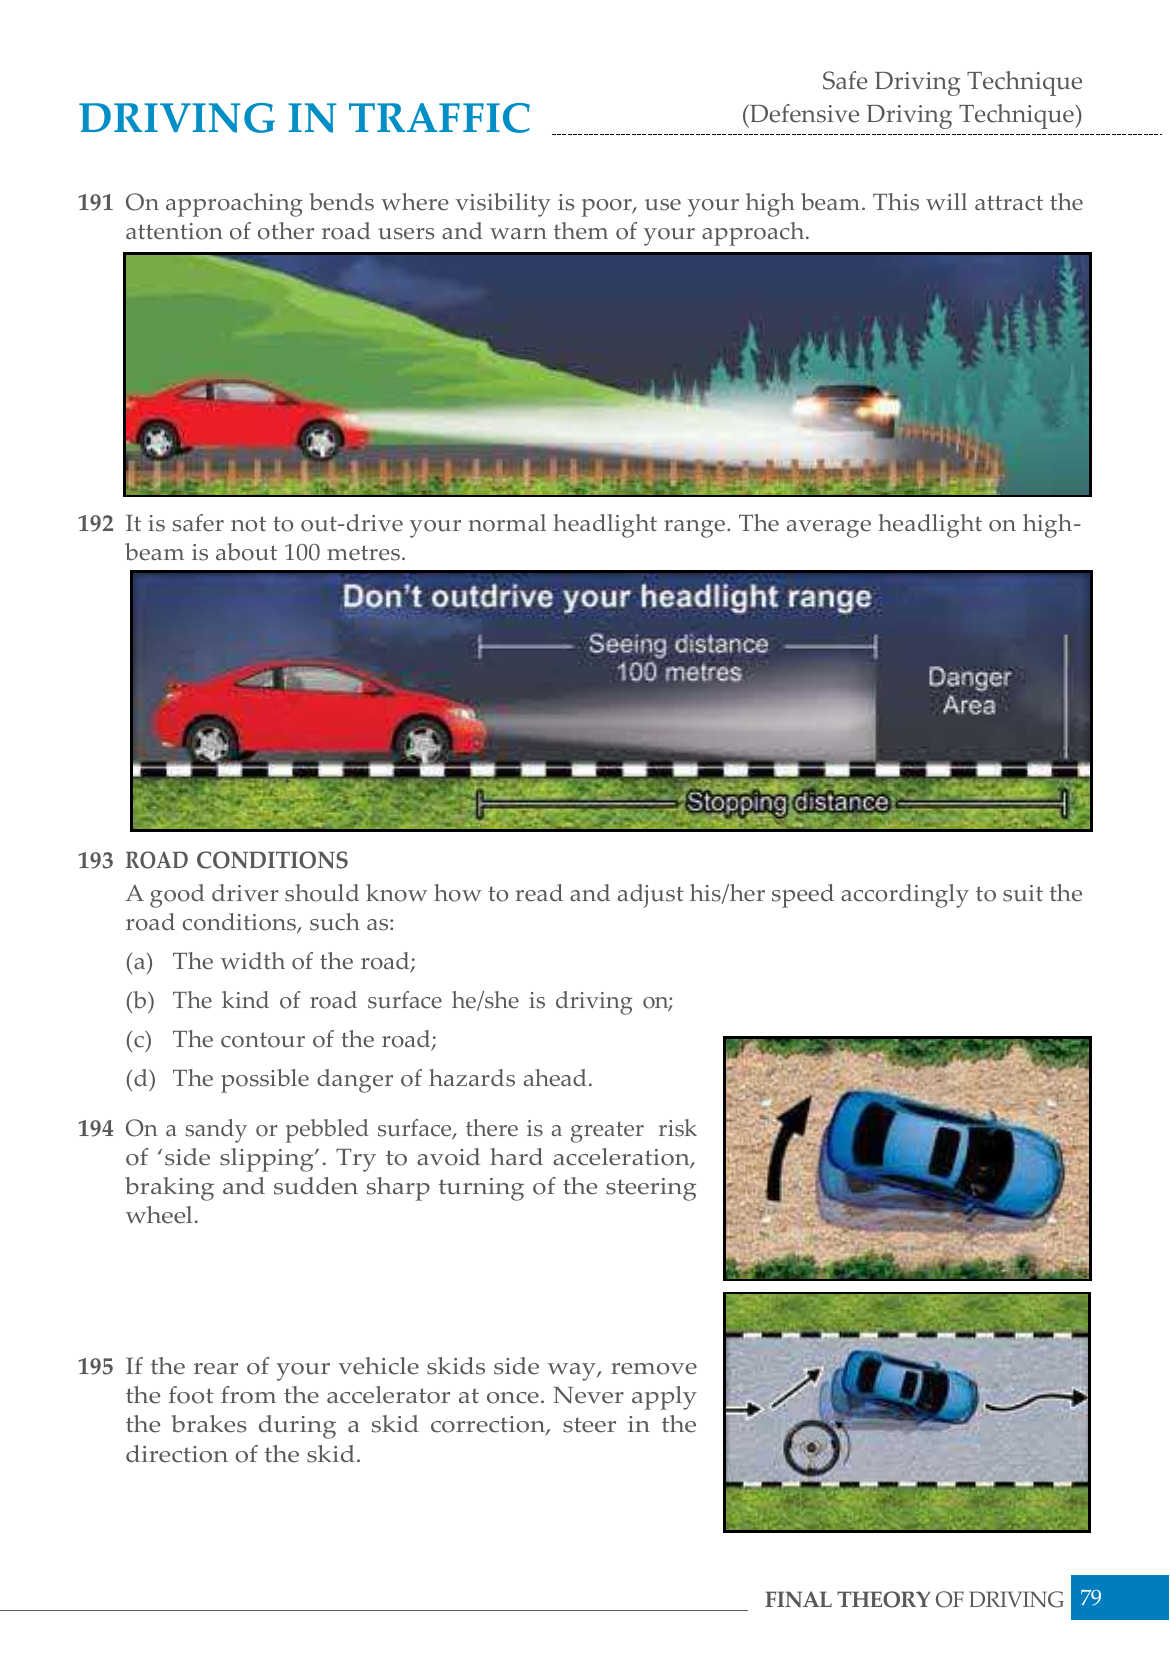 Safe Driving Technique
DRIVING IN TRAFFIC
(Defensive Driving Technique)
191 On approaching bends where visibility is poor, use your high beam. This will attract the
attention of other road users and warn them of your approach.
192 It is safer not to out-drive your normal headlight range. The average headlight on high-
beam is about 100 metres.
Don't outdrive your headlight range
Seeing distance
100 metres
Danger
Area
Stopping distance
193 ROAD CONDITIONS
A good driver should know how to read and adjust his/her speed accordingly to suit the
road conditions, such as:
(a) The width of the road;
(b) The kind of road surface he/she is driving on;
(c) The contour of the road;
(d) The possible danger of hazards ahead.
194 On a sandy or pebbled surface, there is a greater risk
of ‘side slipping’. Try to avoid hard acceleration,
braking and sudden sharp turning of the steering
wheel.
195 If the rear of your vehicle skids side way, remove
the foot from the accelerator at once. Never apply
the brakes during a skid correction, steer in the
direction of the skid.
FINAL THEORY OF DRIVING 79